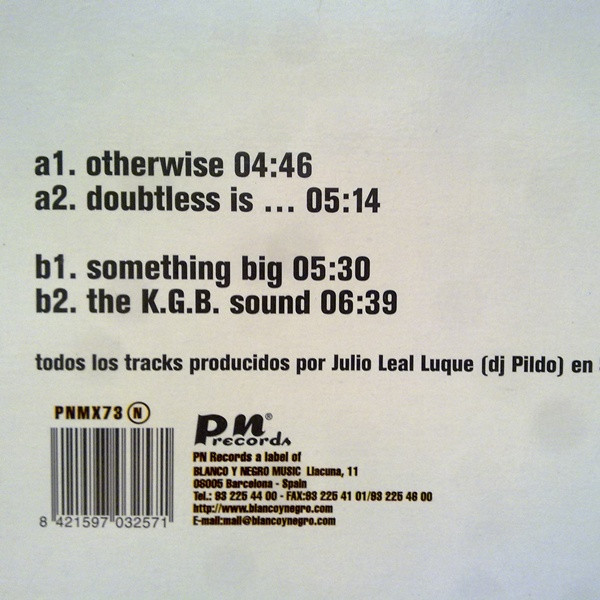 a1. otherwise 04:46
a2. doubtless is ... 05:14
b1. something big 05:30
b2. the K.G.B. sound 06:39
todos los tracks producidos por Julio Leal Luque (dj Pildo) en
PNMX73 N
8 421597 032571
PN®
records
PN Records a label of
BLANCO Y NEGRO MUSIC Llacuna, 11
08005 Barcelona - Spain
Tel.: 93 225 44 00 - FAX:93 225 41 01/93 225 46 00
http://www.blancoynegro.com
E-mail:mail@blancoynegro.com